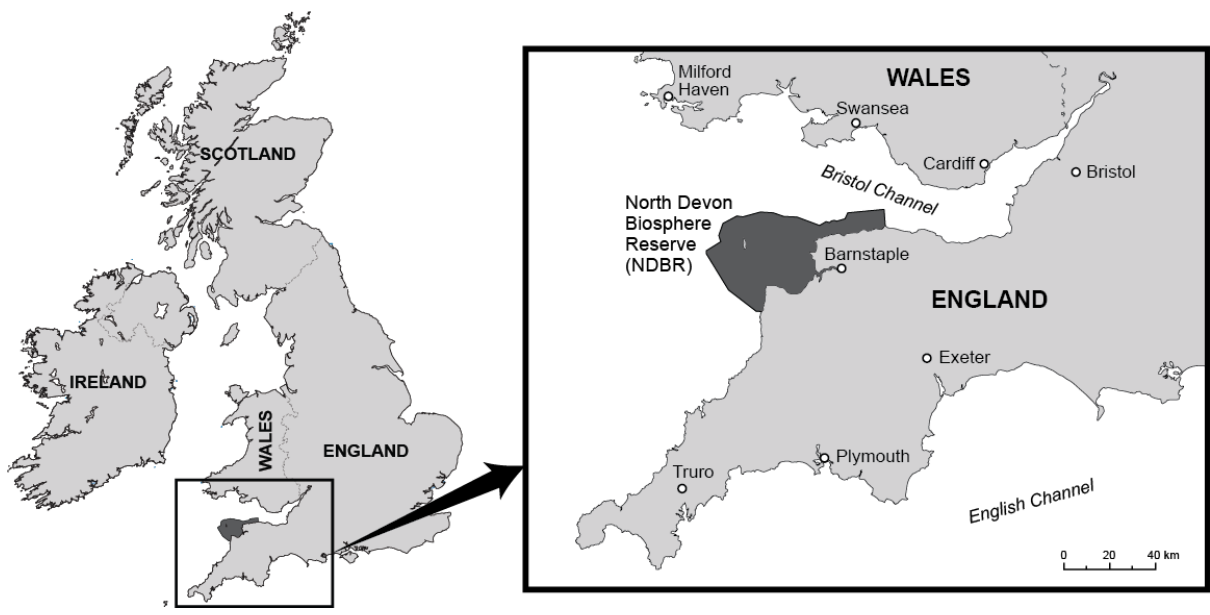 SCOTLAND
IRELAND
WALES
ENGLAND
Milford
Haven
WALES
Swansea
Cardiff
Bristol
Bristol Channel
North Devon
Biosphere
Reserve
(NDBR)
Barnstaple
ENGLAND
Exeter
Plymouth
Truro
English Channel
0 20 40 km